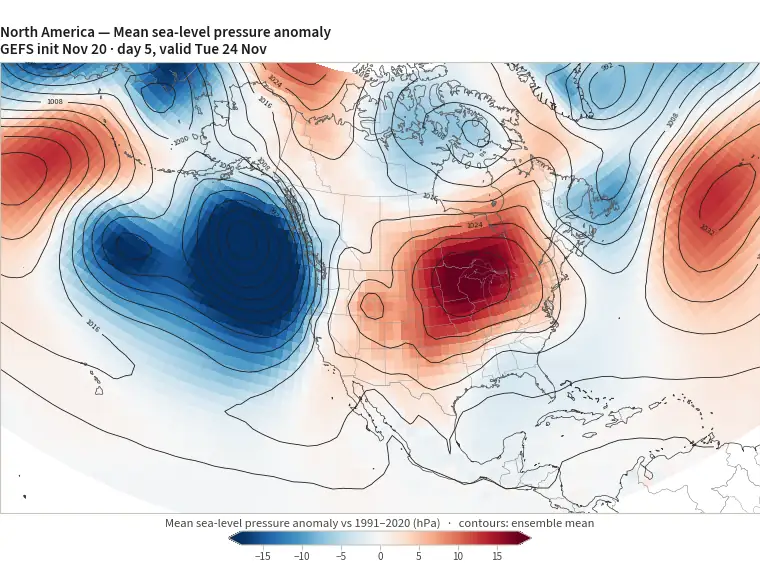 North America — Mean sea-level pressure anomaly
GEFS init Nov 20 · day 5, valid Tue 24 Nov
992
1024
1008
1016
1008
1000
1008
1016
1024
1032
1016
Mean sea-level pressure anomaly vs 1991–2020 (hPa) · contours: ensemble mean
−15 −10 −5 0 5 10 15